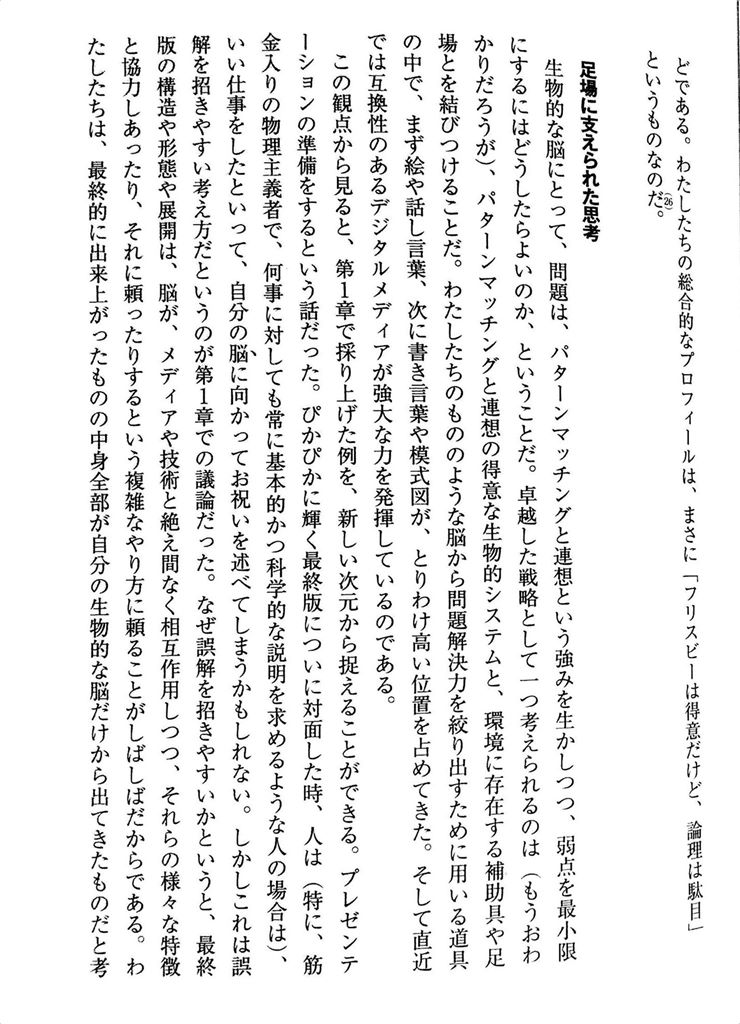 どである。わたしたちの総合的なプロフィールは、まさに「フリスビーは得意だけど、論理は駄目」
というものなのだ(26)。
足場に支えられた思考
生物的な脳にとって、問題は、パターンマッチングと連想という強みを生かしつつ、弱点を最小限
にするにはどうしたらよいのか、ということだ。卓越した戦略として一つ考えられるのは（もうおわ
かりだろうが）、パターンマッチングと連想の得意な生物的システムと、環境に存在する補助具や足
場とを結びつけることだ。わたしたちのもののような脳から問題解決力を絞り出すために用いる道具
の中で、まず絵や話し言葉、次に書き言葉や模式図が、とりわけ高い位置を占めてきた。そして直近
では互換性のあるデジタルメディアが強大な力を発揮しているのである。
この観点から見ると、第1章で採り上げた例を、新しい次元から捉えることができる。プレゼンテ
ーションの準備をするという話だった。ぴかぴかに輝く最終版についに対面した時、人は（特に、筋
金入りの物理主義者で、何事に対しても常に基本的かつ科学的な説明を求めるような人の場合は）、
いい仕事をしたといって、自分の脳に向かってお祝いを述べてしまうかもしれない。しかしこれは誤
解を招きやすい考え方だというのが第1章での議論だった。なぜ誤解を招きやすいかというと、最終
版の構造や形態や展開は、脳が、メディアや技術と絶え間なく相互作用しつつ、それらの様々な特徴
と協力しあったり、それに頼ったりするという複雑なやり方に頼ることがしばしばだからである。わ
たしたちは、最終的に出来上がったものの中身全部が自分の生物的な脳だけから出てきたものだと考